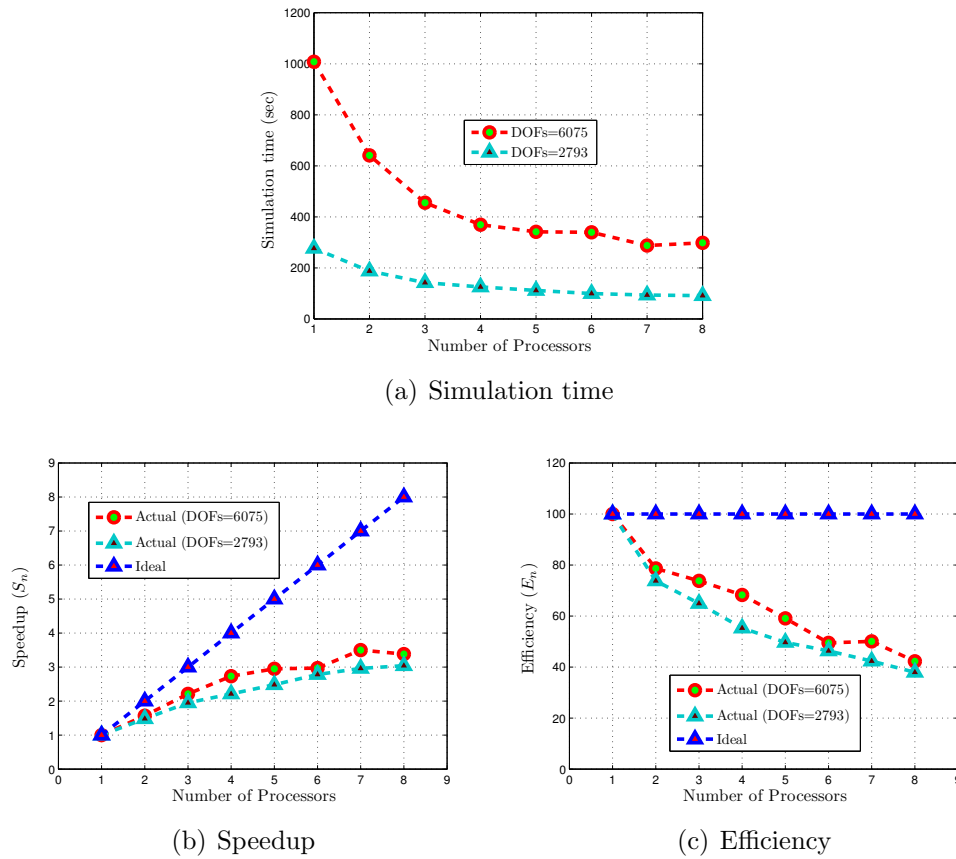 1200
1000
800
600
400
200
0
Simulation time (sec)
DOFs=6075
DOFs=2793
1 2 3 4 5 6 7 8
Number of Processors
(a) Simulation time
9
8
7
6
5
4
3
2
1
0
Speedup (Sₙ)
Actual (DOFs=6075)
Actual (DOFs=2793)
Ideal
0 1 2 3 4 5 6 7 8 9
Number of Processors
(b) Speedup
120
100
80
60
40
20
0
Efficiency (Eₙ)
Actual (DOFs=6075)
Actual (DOFs=2793)
Ideal
0 1 2 3 4 5 6 7 8 9
Number of Processors
(c) Efficiency